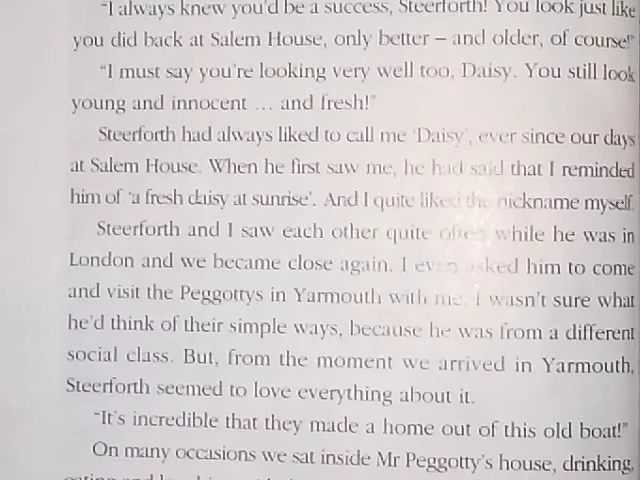 "I always knew you'd be a success, Steerforth! You look just like
you did back at Salem House, only better – and older, of course!"
"I must say you're looking very well too, Daisy. You still look
young and innocent … and fresh!"
Steerforth had always liked to call me 'Daisy', ever since our days
at Salem House. When he first saw me, he had said that I reminded
him of 'a fresh daisy at sunrise'. And I quite liked the nickname myself.
Steerforth and I saw each other quite often while he was in
London and we became close again. I even asked him to come
and visit the Peggottys in Yarmouth with me. I wasn't sure what
he'd think of their simple ways, because he was from a different
social class. But, from the moment we arrived in Yarmouth,
Steerforth seemed to love everything about it.
"It's incredible that they made a home out of this old boat!"
On many occasions we sat inside Mr Peggotty's house, drinking,